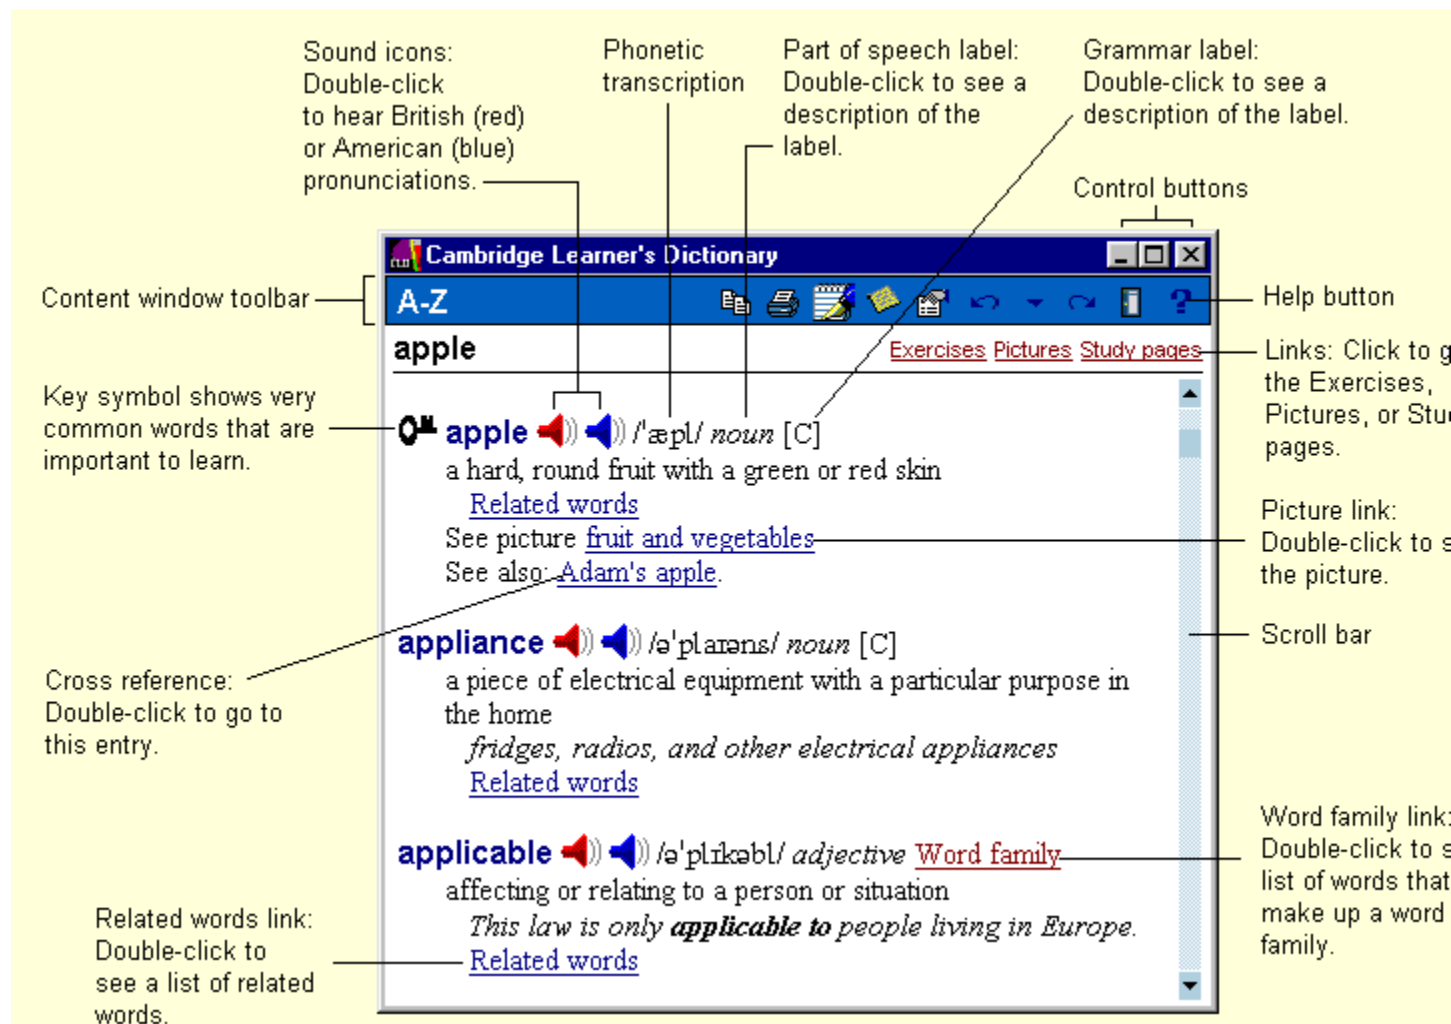 Sound icons:
Double-click
to hear British (red)
or American (blue)
pronunciations.
Phonetic
transcription
Part of speech label:
Double-click to see a
description of the
label.
Grammar label:
Double-click to see a
description of the label.
Control buttons
Cambridge Learner's Dictionary
Content window toolbar
A-Z
Help button
apple
Exercises Pictures Study pages
Links: Click to g
the Exercises,
Pictures, or Stu
pages.
Key symbol shows very
common words that are
important to learn.
apple /ˈæpl/ noun [C]
a hard, round fruit with a green or red skin
Related words
See picture fruit and vegetables
See also: Adam's apple.
Picture link:
Double-click to s
the picture.
Scroll bar
Cross reference:
Double-click to go to
this entry.
appliance /əˈplaɪəns/ noun [C]
a piece of electrical equipment with a particular purpose in
the home
fridges, radios, and other electrical appliances
Related words
applicable /əˈplɪkəbl/ adjective Word family
affecting or relating to a person or situation
This law is only applicable to people living in Europe.
Related words
Word family link:
Double-click to s
list of words that
make up a word
family.
Related words link:
Double-click to
see a list of related
words.